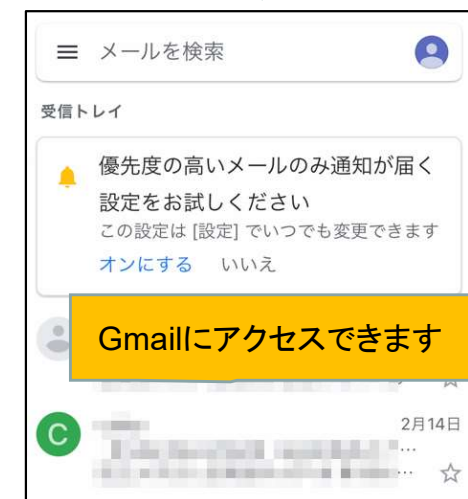 メールを検索
受信トレイ
優先度の高いメールのみ通知が届く
設定をお試しください
この設定は [設定] でいつでも変更できます
オンにする いいえ
Gmailにアクセスできます
C
2月14日